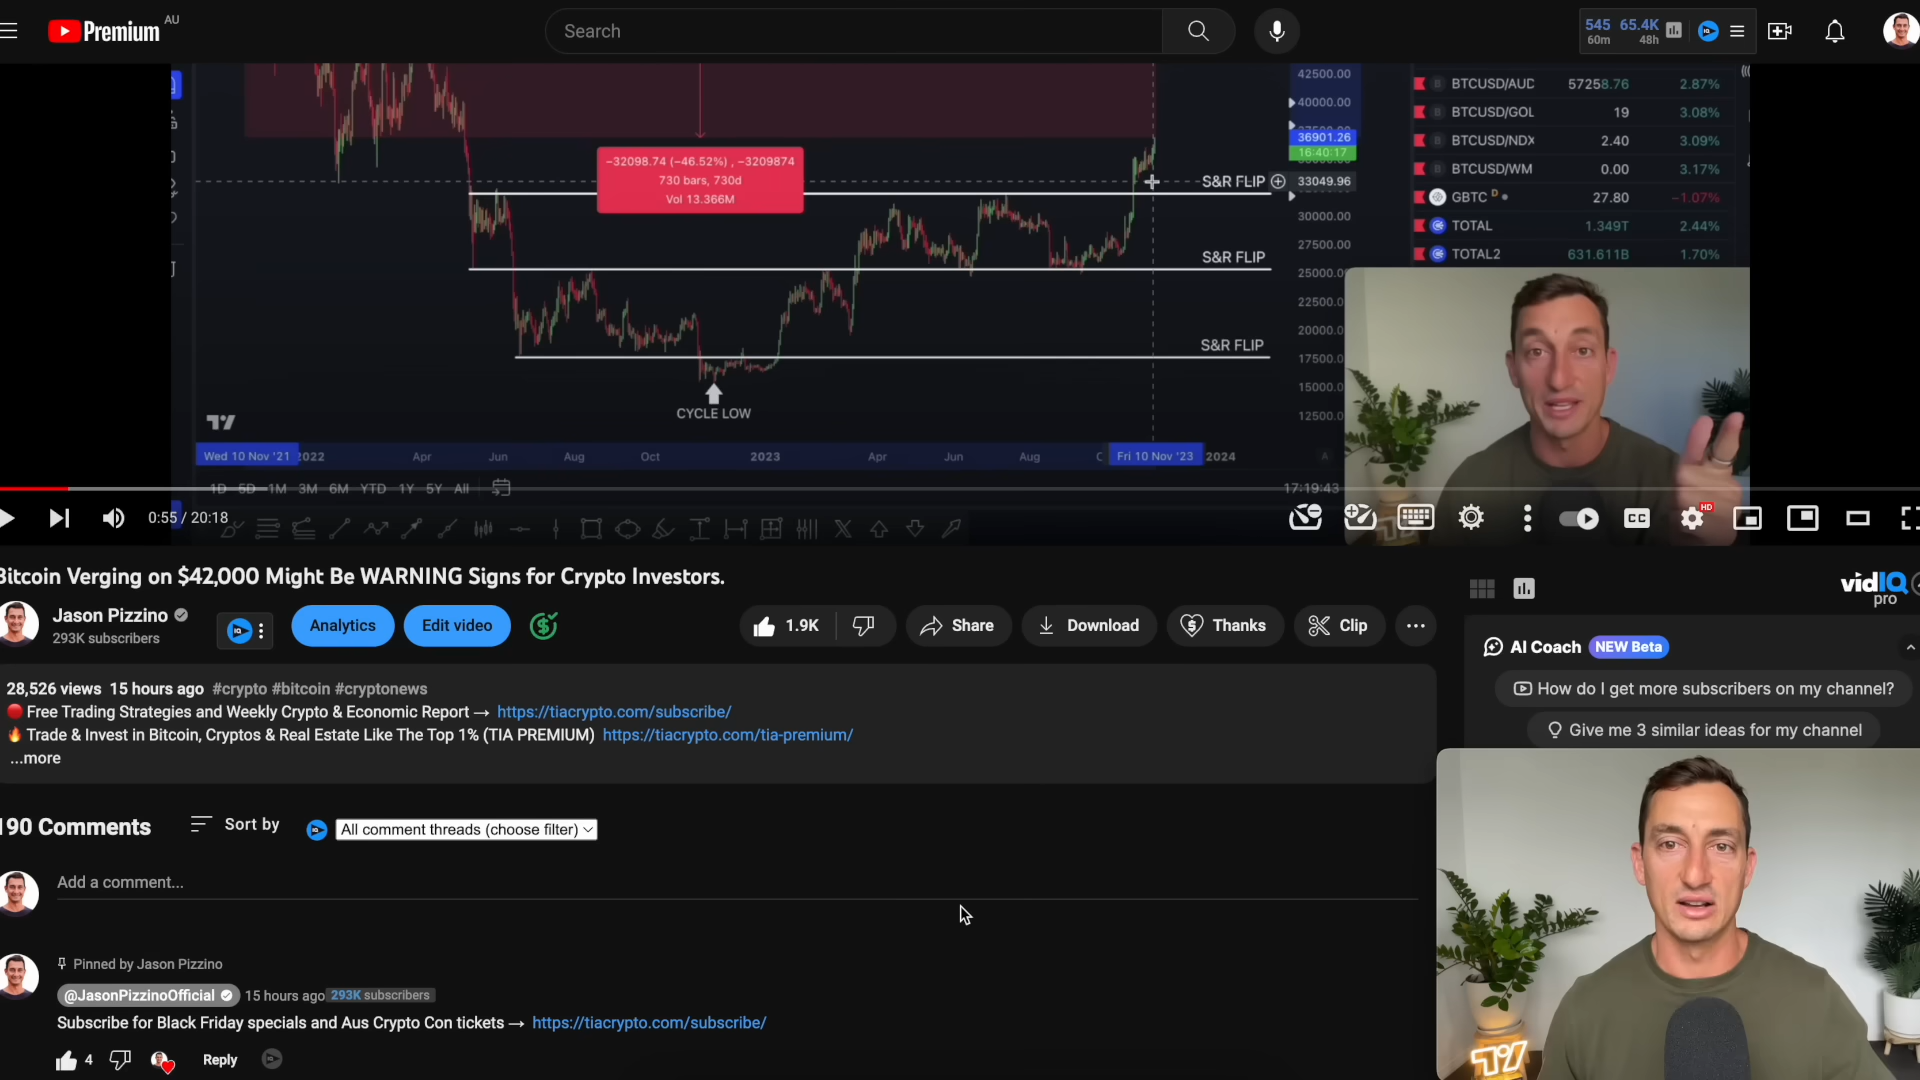 Premium AU
Search
545 65.4K
60m 48h
42500.00
40000.00
36901.26
16:40:17
33049.96
30000.00
27500.00
25000.00
22500.0
20000.0
17500.0
15000.0
12500.0
BTCUSD/AUD 57258.76 2.87%
BTCUSD/GOL 19 3.08%
BTCUSD/NDX 2.40 3.09%
BTCUSD/WM 0.00 3.17%
GBTC D 27.80 −1.07%
TOTAL 1.349T 2.44%
TOTAL2 631.611B 1.70%
−32098.74 (−46.52%) , −3209874
730 bars, 730d
Vol 13.366M
S&R FLIP
S&R FLIP
S&R FLIP
CYCLE LOW
Wed 10 Nov '21 2022 Apr Jun Aug Oct 2023 Apr Jun Aug Fri 10 Nov '23 2024 A
1D 5D 1M 3M 6M YTD 1Y 5Y All 17:19:43
0:55 / 20:18 CC HD
Bitcoin Verging on $42,000 Might Be WARNING Signs for Crypto Investors.
Jason Pizzino
293K subscribers
Analytics Edit video 1.9K Share Download Thanks Clip
28,526 views 15 hours ago #crypto #bitcoin #cryptonews
Free Trading Strategies and Weekly Crypto & Economic Report → https://tiacrypto.com/subscribe/
Trade & Invest in Bitcoin, Cryptos & Real Estate Like The Top 1% (TIA PREMIUM) https://tiacrypto.com/tia-premium/
...more
vidIQ
pro
AI Coach NEW Beta
How do I get more subscribers on my channel?
Give me 3 similar ideas for my channel
190 Comments Sort by All comment threads (choose filter)
Add a comment...
Pinned by Jason Pizzino
@JasonPizzinoOfficial 15 hours ago 293K subscribers
Subscribe for Black Friday specials and Aus Crypto Con tickets → https://tiacrypto.com/subscribe/
4 Reply